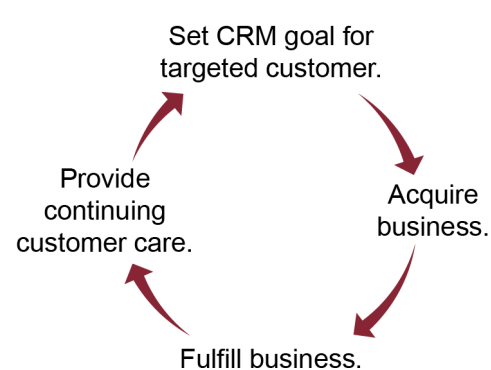 Set CRM goal for
targeted customer.
Acquire
business.
Fulfill business.
Provide
continuing
customer care.